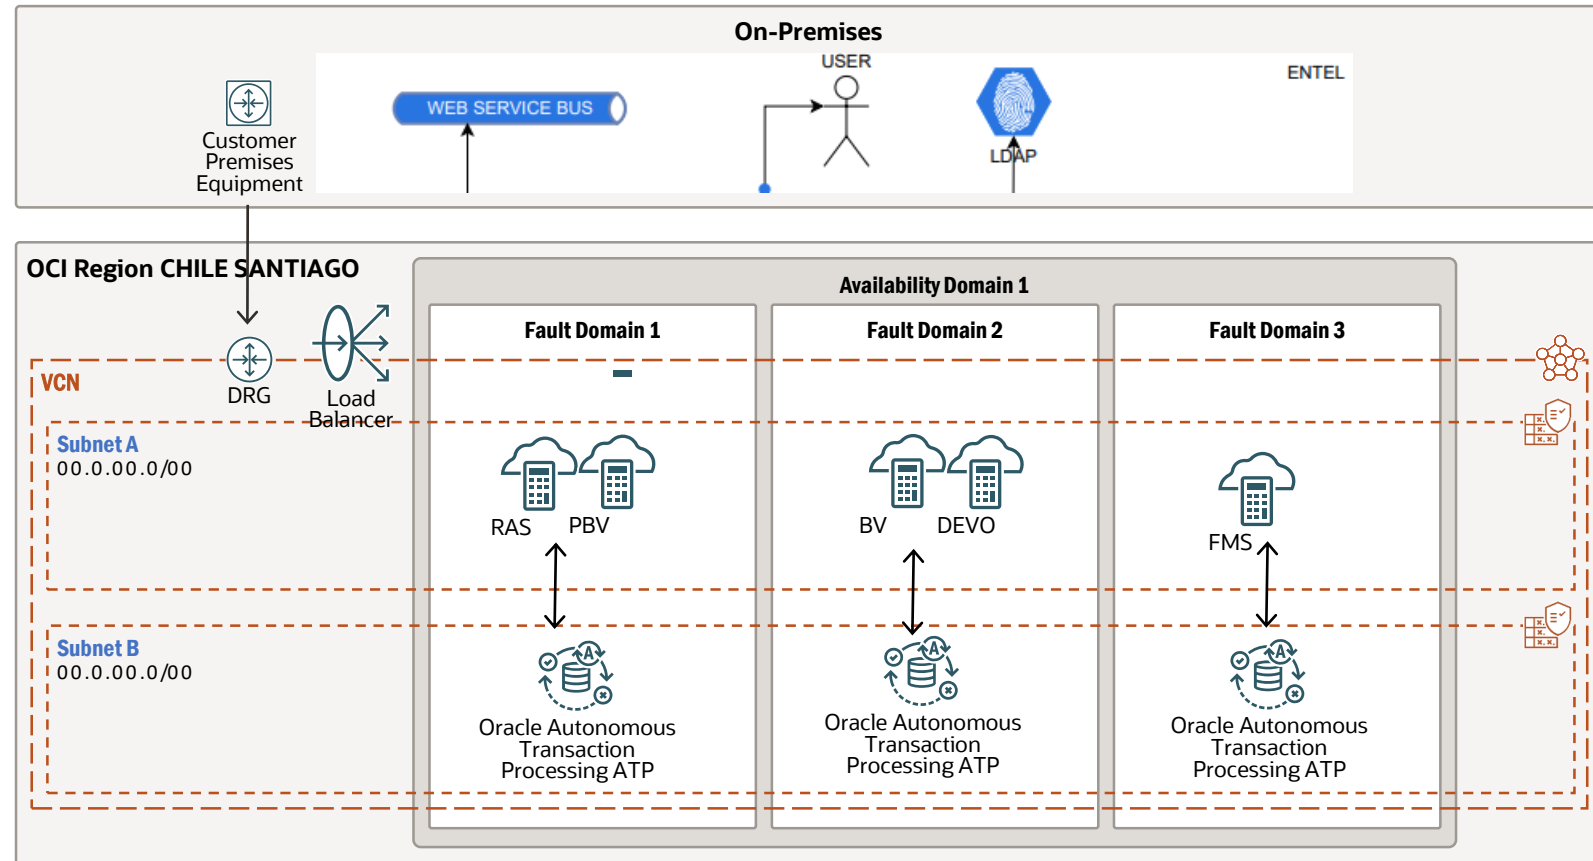 On-Premises
USER
ENTEL
WEB SERVICE BUS
LDAP
Customer
Premises
Equipment
OCI Region CHILE SANTIAGO
Availability Domain 1
Fault Domain 1
Fault Domain 2
Fault Domain 3
VCN
DRG
Load
Balancer
Subnet A
00.0.00.0/00
RAS
PBV
BV
DEVO
FMS
Subnet B
00.0.00.0/00
A
A
A
Oracle Autonomous
Transaction
Processing ATP
Oracle Autonomous
Transaction
Processing ATP
Oracle Autonomous
Transaction
Processing ATP